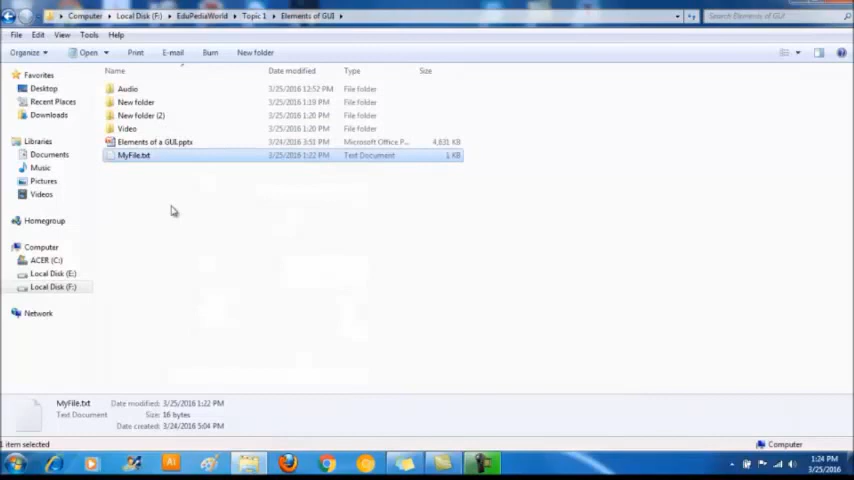 Computer ▸ Local Disk (F:) ▸ EduPediaWorld ▸ Topic 1 ▸ Elements of GUI ▸
Search Elements of GUI
File Edit View Tools Help
Organize Open Print E-mail Burn New folder
Favorites
Desktop
Recent Places
Downloads
Libraries
Documents
Music
Pictures
Videos
Homegroup
Computer
ACER (C:)
Local Disk (E:)
Local Disk (F:)
Network
Name Date modified Type Size
Audio 3/25/2016 12:52 PM File folder
New folder 3/25/2016 1:19 PM File folder
New folder (2) 3/25/2016 1:20 PM File folder
Video 3/25/2016 1:20 PM File folder
Elements of a GUI.pptx 3/24/2016 3:51 PM Microsoft Office P... 4,831 KB
MyFile.txt 3/25/2016 1:22 PM Text Document 1 KB
MyFile.txt Date modified: 3/25/2016 1:22 PM
Text Document Size: 16 bytes
Date created: 3/24/2016 5:04 PM
1 item selected
Computer
Ai
1:24 PM
3/25/2016